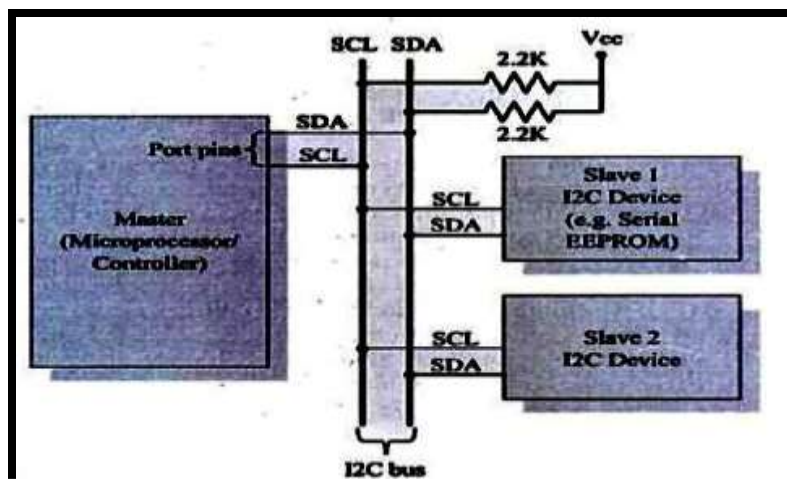 SCL SDA
Vcc
2.2K
2.2K
SDA
Port pins
SCL
Master
(Microprocessor/
Controller)
SCL
SDA
Slave 1
I2C Device
(e.g. Serial
EEPROM)
SCL
SDA
Slave 2
I2C Device
I2C bus